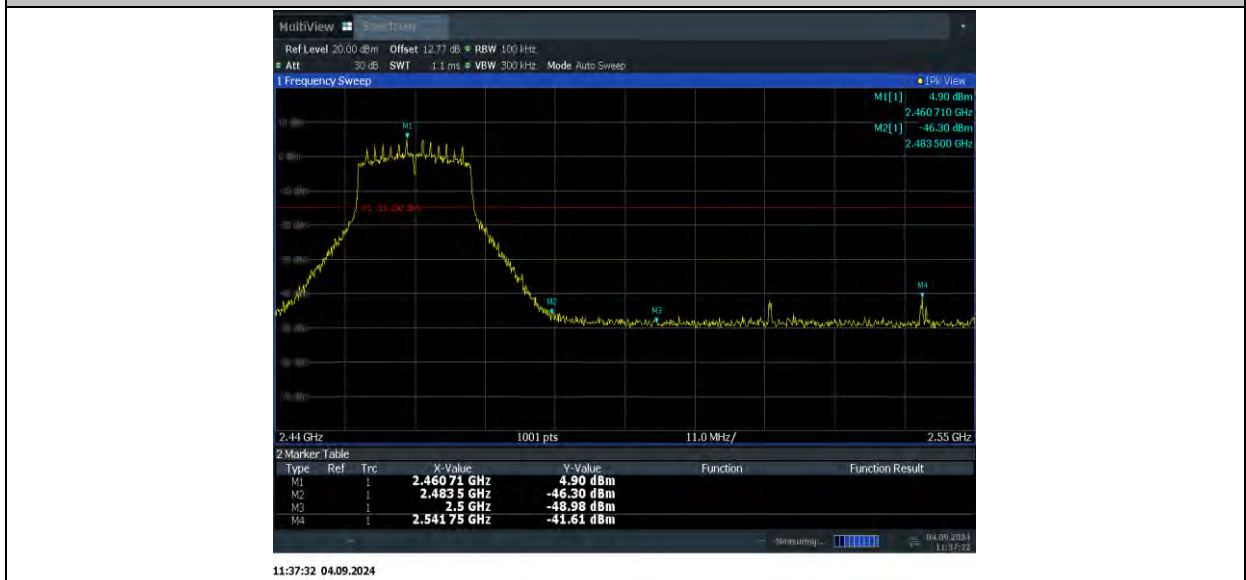 MultiView Spectrum
Ref Level 20.00 dBm Offset 12.77 dB RBW 100 kHz
Att 30 dB SWT 1.1 ms VBW 300 kHz Mode Auto Sweep
1 Frequency Sweep 1Pk View
M1[1] 4.90 dBm
2.460 710 GHz
M2[1] -46.30 dBm
2.483 500 GHz
M1
M4
M2
M3
2.44 GHz 1001 pts 11.0 MHz/ 2.55 GHz
2 Marker Table
Type Ref Trc X-Value Y-Value Function Function Result
M1 1 2.460 71 GHz 4.90 dBm
M2 1 2.483 5 GHz -46.30 dBm
M3 1 2.5 GHz -48.98 dBm
M4 1 2.541 75 GHz -41.61 dBm
Measuring... 04.09.2024
11:37:32
11:37:32 04.09.2024